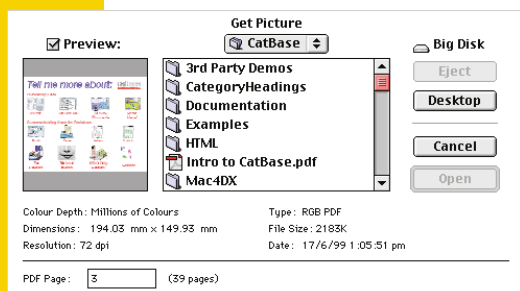 Get Picture
Preview:
CatBase
Big Disk
Tell me more about:
3rd Party Demos
CategoryHeadings
Documentation
Examples
HTML
Intro to CatBase.pdf
Mac4DX
Eject
Desktop
Cancel
Open
Colour Depth: Millions of Colours
Type: RGB PDF
Dimensions: 194.03 mm x 149.93 mm
File Size: 2183K
Resolution: 72 dpi
Date: 17/6/99 1:05:51 pm
PDF Page: 3 (39 pages)